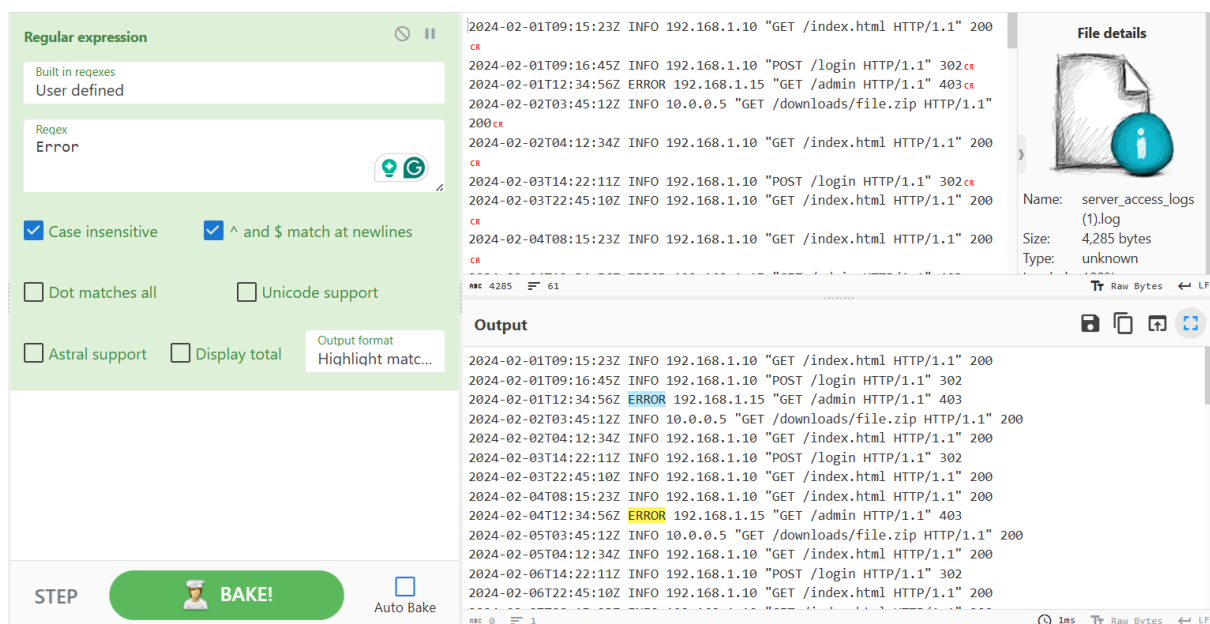 Regular expression
Built in regexes
User defined
Regex
Error
Case insensitive
^ and $ match at newlines
Dot matches all
Unicode support
Astral support
Display total
Output format
Highlight matc...
STEP
BAKE!
Auto Bake
2024-02-01T09:15:23Z INFO 192.168.1.10 "GET /index.html HTTP/1.1" 200
CR
2024-02-01T09:16:45Z INFO 192.168.1.10 "POST /login HTTP/1.1" 302CR
2024-02-01T12:34:56Z ERROR 192.168.1.15 "GET /admin HTTP/1.1" 403CR
2024-02-02T03:45:12Z INFO 10.0.0.5 "GET /downloads/file.zip HTTP/1.1"
200CR
2024-02-02T04:12:34Z INFO 192.168.1.10 "GET /index.html HTTP/1.1" 200
CR
2024-02-03T14:22:11Z INFO 192.168.1.10 "POST /login HTTP/1.1" 302CR
2024-02-03T22:45:10Z INFO 192.168.1.10 "GET /index.html HTTP/1.1" 200
CR
2024-02-04T08:15:23Z INFO 192.168.1.10 "GET /index.html HTTP/1.1" 200
CR
ABC 4285 61
Raw Bytes LF
File details
Name: server_access_logs
(1).log
Size: 4,285 bytes
Type: unknown
Output
2024-02-01T09:15:23Z INFO 192.168.1.10 "GET /index.html HTTP/1.1" 200
2024-02-01T09:16:45Z INFO 192.168.1.10 "POST /login HTTP/1.1" 302
2024-02-01T12:34:56Z ERROR 192.168.1.15 "GET /admin HTTP/1.1" 403
2024-02-02T03:45:12Z INFO 10.0.0.5 "GET /downloads/file.zip HTTP/1.1" 200
2024-02-02T04:12:34Z INFO 192.168.1.10 "GET /index.html HTTP/1.1" 200
2024-02-03T14:22:11Z INFO 192.168.1.10 "POST /login HTTP/1.1" 302
2024-02-03T22:45:10Z INFO 192.168.1.10 "GET /index.html HTTP/1.1" 200
2024-02-04T08:15:23Z INFO 192.168.1.10 "GET /index.html HTTP/1.1" 200
2024-02-04T12:34:56Z ERROR 192.168.1.15 "GET /admin HTTP/1.1" 403
2024-02-05T03:45:12Z INFO 10.0.0.5 "GET /downloads/file.zip HTTP/1.1" 200
2024-02-05T04:12:34Z INFO 192.168.1.10 "GET /index.html HTTP/1.1" 200
2024-02-06T14:22:11Z INFO 192.168.1.10 "POST /login HTTP/1.1" 302
2024-02-06T22:45:10Z INFO 192.168.1.10 "GET /index.html HTTP/1.1" 200
ABC 0 1
1ms Raw Bytes LF